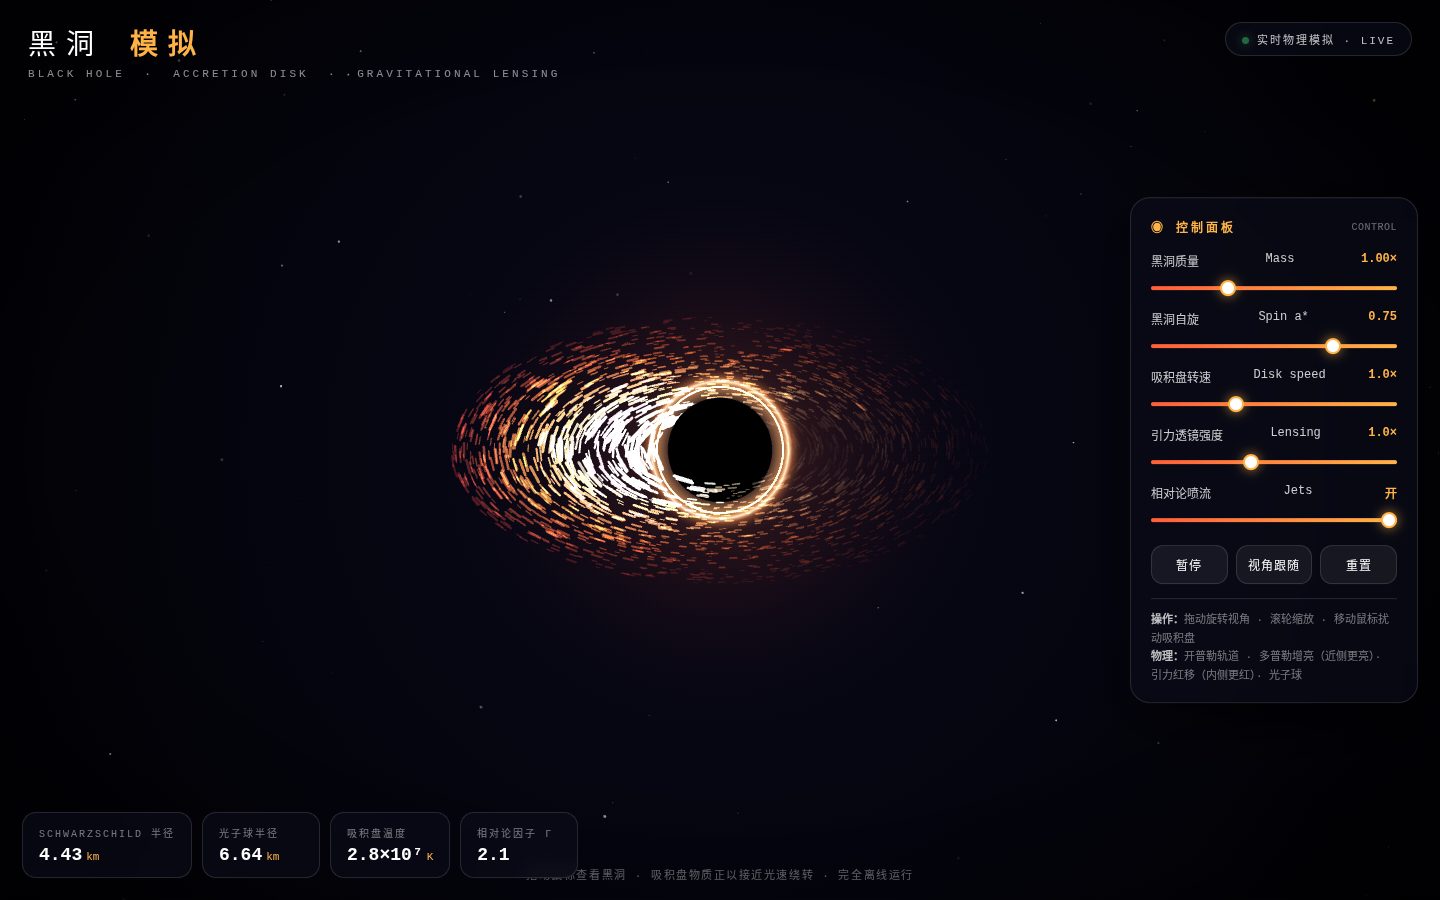 黑洞 模拟
BLACK HOLE · ACCRETION DISK · · GRAVITATIONAL LENSING
实时物理模拟 · LIVE
◉ 控制面板 CONTROL
黑洞质量 Mass 1.00×
黑洞自旋 Spin a* 0.75
吸积盘转速 Disk speed 1.0×
引力透镜强度 Lensing 1.0×
相对论喷流 Jets 开
暂停 视角跟随 重置
操作：拖动旋转视角 · 滚轮缩放 · 移动鼠标扰
动吸积盘
物理：开普勒轨道 · 多普勒增亮（近侧更亮）·
引力红移（内侧更红）· 光子球
SCHWARZSCHILD 半径
4.43 km
光子球半径
6.64 km
吸积盘温度
2.8×10⁷ K
相对论因子 Γ
2.1
查看黑洞 · 吸积盘物质正以接近光速绕转 · 完全离线运行